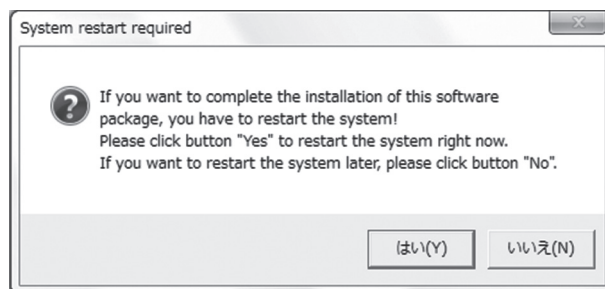 System restart required
If you want to complete the installation of this software
package, you have to restart the system!
Please click button "Yes" to restart the system right now.
If you want to restart the system later, please click button "No".
はい(Y)
いいえ(N)